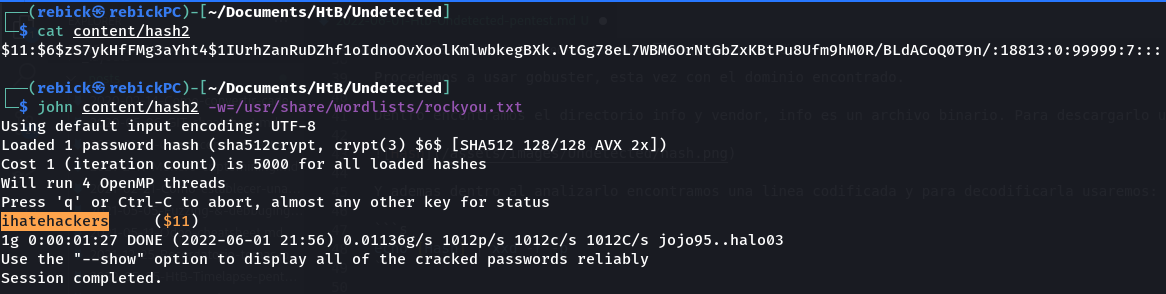 ┌──(rebick㉿rebickPC)-[~/Documents/HtB/Undetected]
└─$ cat content/hash2
$11:$6$zS7ykHfFMg3aYht4$1IUrhZanRuDZhf1oIdnoOvXoolKmlwbkegBXk.VtGg78eL7WBM6OrNtGbZxKBtPu8Ufm9hM0R/BLdACoQ0T9n/:18813:0:99999:7:::
┌──(rebick㉿rebickPC)-[~/Documents/HtB/Undetected]
└─$ john content/hash2 -w=/usr/share/wordlists/rockyou.txt
Using default input encoding: UTF-8
Loaded 1 password hash (sha512crypt, crypt(3) $6$ [SHA512 128/128 AVX 2x])
Cost 1 (iteration count) is 5000 for all loaded hashes
Will run 4 OpenMP threads
Press 'q' or Ctrl-C to abort, almost any other key for status
ihatehackers     ($11)
1g 0:00:01:27 DONE (2022-06-01 21:56) 0.01136g/s 1012p/s 1012c/s 1012C/s jojo95..halo03
Use the "--show" option to display all of the cracked passwords reliably
Session completed.